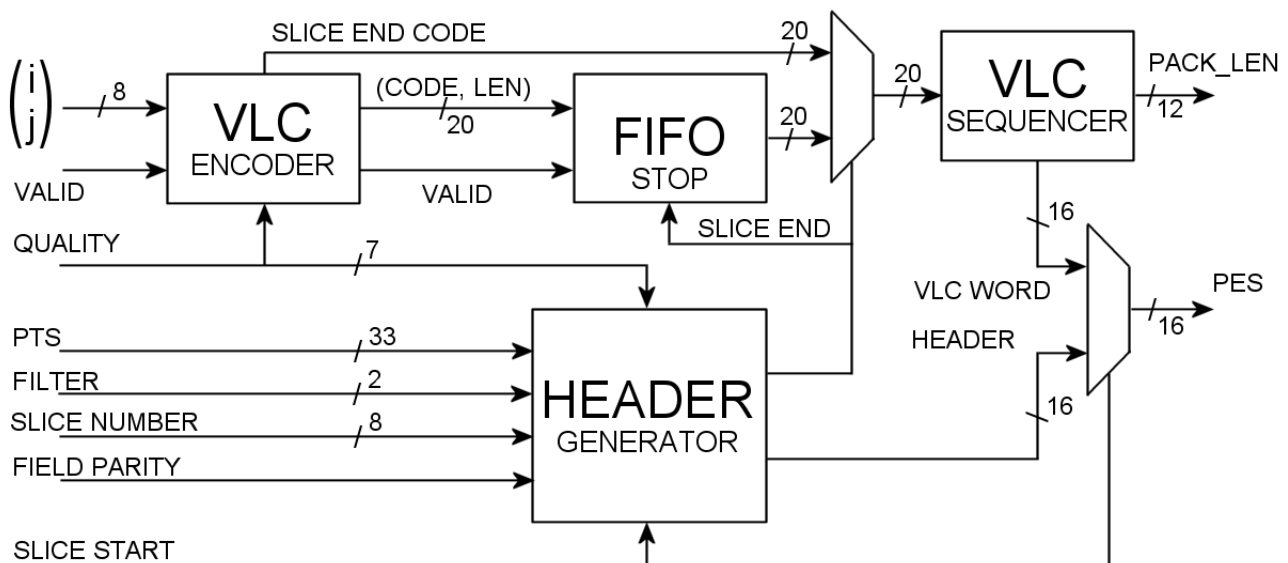 SLICE END CODE
20
(i
j)
8
VLC
ENCODER
(CODE, LEN)
20
FIFO
STOP
20
20
VLC
SEQUENCER
PACK_LEN
12
VALID
VALID
16
QUALITY
7
SLICE END
VLC WORD
PES
16
PTS
33
HEADER
FILTER
2
HEADER
GENERATOR
16
SLICE NUMBER
8
FIELD PARITY
SLICE START